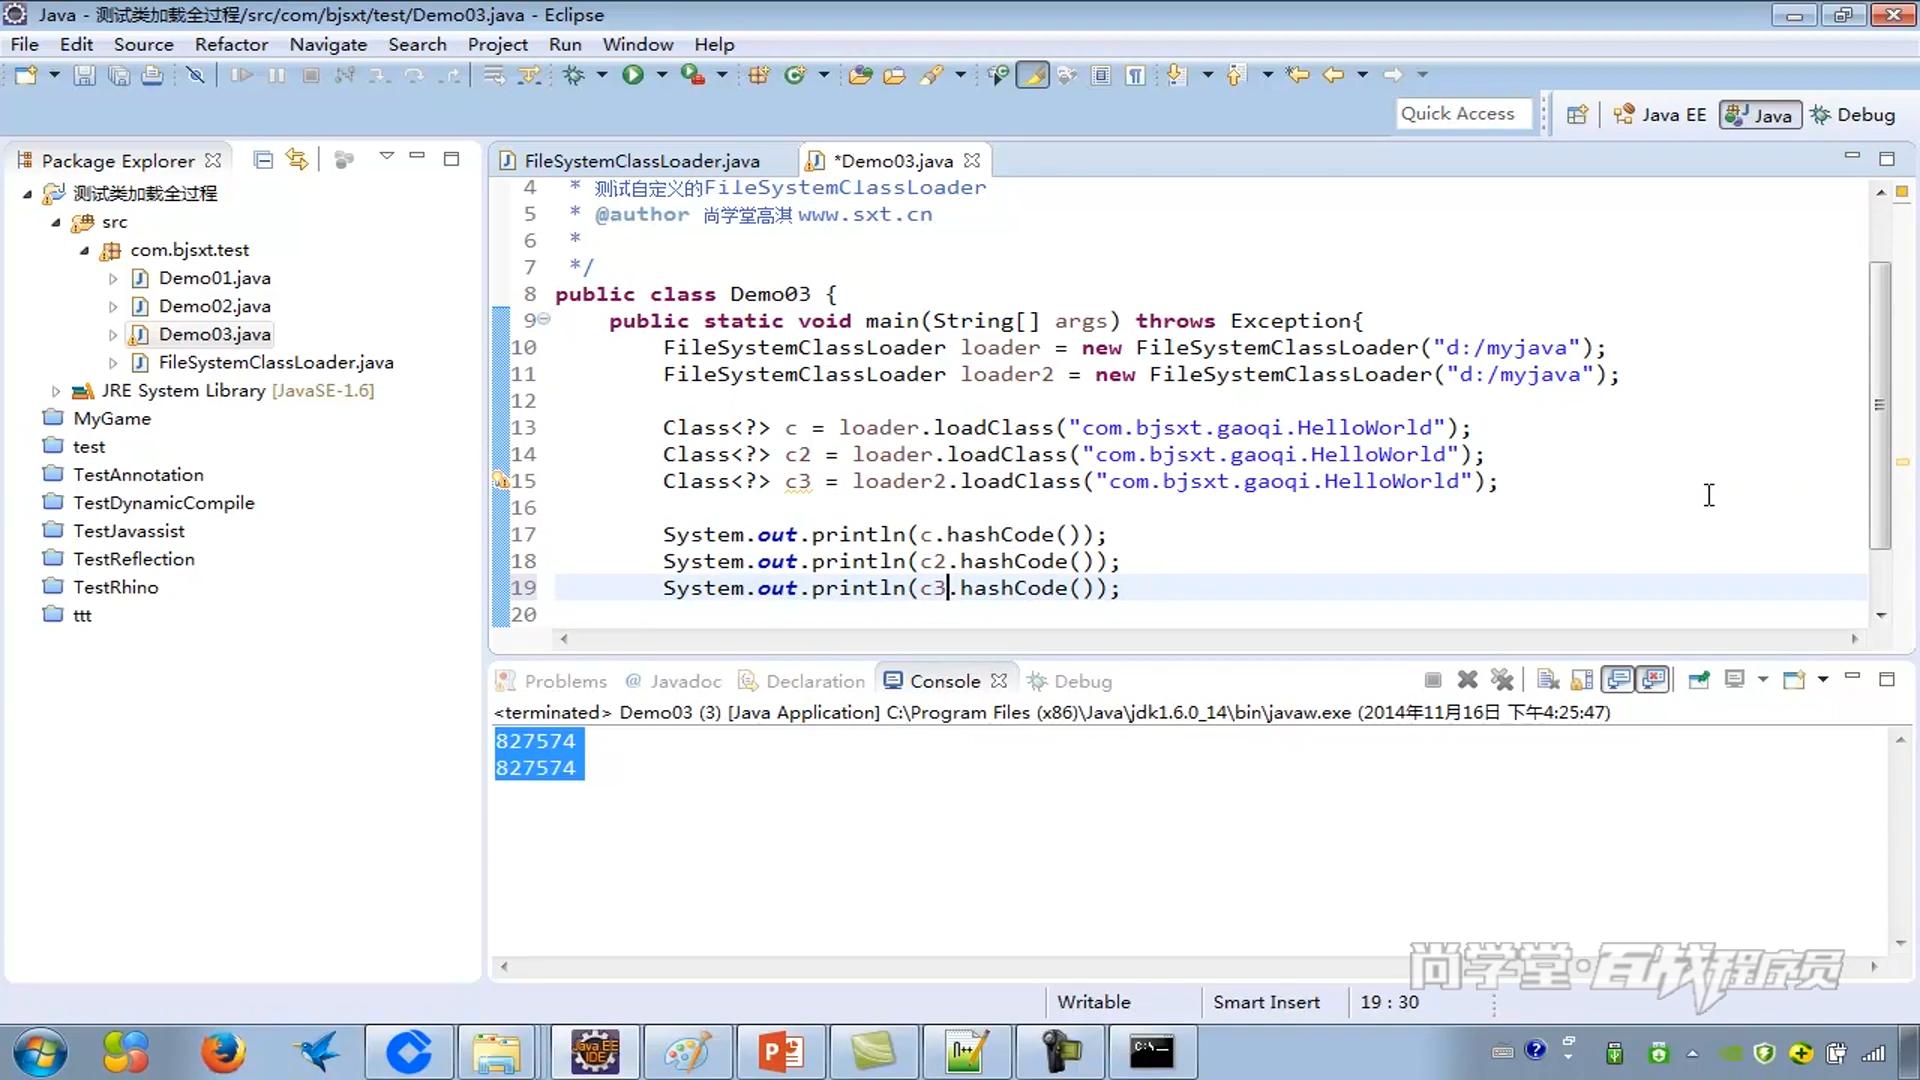 Java - 测试类加载全过程/src/com/bjsxt/test/Demo03.java - Eclipse
File Edit Source Refactor Navigate Search Project Run Window Help
Quick Access Java EE Java Debug
Package Explorer
测试类加载全过程
src
com.bjsxt.test
Demo01.java
Demo02.java
Demo03.java
FileSystemClassLoader.java
JRE System Library [JavaSE-1.6]
MyGame
test
TestAnnotation
TestDynamicCompile
TestJavassist
TestReflection
TestRhino
ttt
FileSystemClassLoader.java *Demo03.java
4 * 测试自定义的FileSystemClassLoader
5 * @author 尚学堂高淇 www.sxt.cn
6 *
7 */
8 public class Demo03 {
9 public static void main(String[] args) throws Exception{
10 FileSystemClassLoader loader = new FileSystemClassLoader("d:/myjava");
11 FileSystemClassLoader loader2 = new FileSystemClassLoader("d:/myjava");
12
13 Class<?> c = loader.loadClass("com.bjsxt.gaoqi.HelloWorld");
14 Class<?> c2 = loader.loadClass("com.bjsxt.gaoqi.HelloWorld");
15 Class<?> c3 = loader2.loadClass("com.bjsxt.gaoqi.HelloWorld");
16
17 System.out.println(c.hashCode());
18 System.out.println(c2.hashCode());
19 System.out.println(c3.hashCode());
20
Problems @ Javadoc Declaration Console Debug
<terminated> Demo03 (3) [Java Application] C:\Program Files (x86)\Java\jdk1.6.0_14\bin\javaw.exe (2014年11月16日 下午4:25:47)
827574
827574
尚学堂·百战程序员
Writable Smart Insert 19 : 30
Java EE
IDE